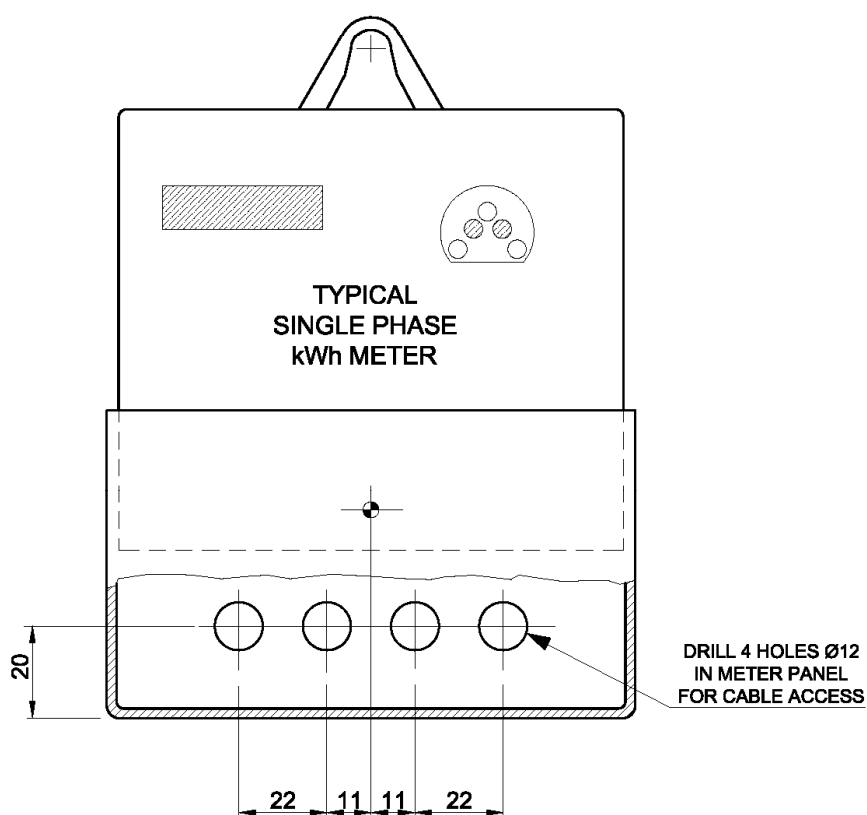 TYPICAL
SINGLE PHASE
kWh METER
20
DRILL 4 HOLES Ø12
IN METER PANEL
FOR CABLE ACCESS
22 11 11 22